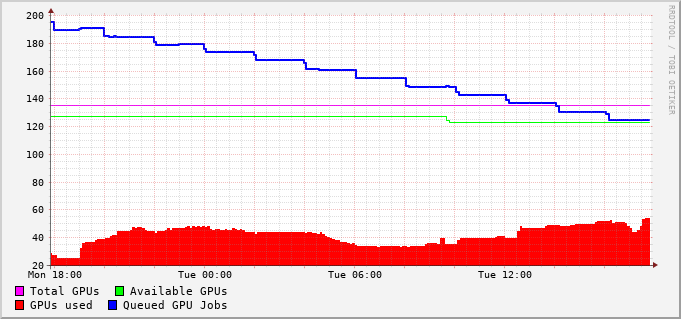 200
180
160
140
120
100
80
60
40
20
Mon 18:00 Tue 00:00 Tue 06:00 Tue 12:00
Total GPUs Available GPUs
GPUs used Queued GPU Jobs
RRDTOOL / TOBI OETIKER